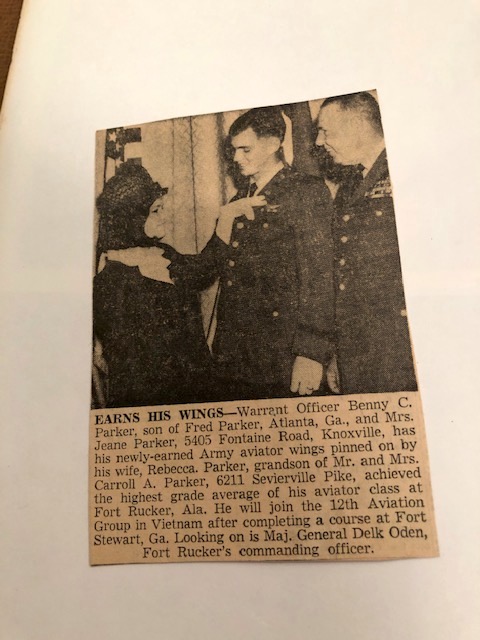 EARNS HIS WINGS—Warrant Officer Benny C.
Parker, son of Fred Parker, Atlanta, Ga., and Mrs.
Jeane Parker, 5405 Fontaine Road, Knoxville, has
his newly-earned Army aviator wings pinned on by
his wife, Rebecca. Parker, grandson of Mr. and Mrs.
Carroll A. Parker, 6211 Sevierville Pike, achieved
the highest grade average of his aviator class at
Fort Rucker, Ala. He will join the 12th Aviation
Group in Vietnam after completing a course at Fort
Stewart, Ga. Looking on is Maj. General Delk Oden,
Fort Rucker's commanding officer.